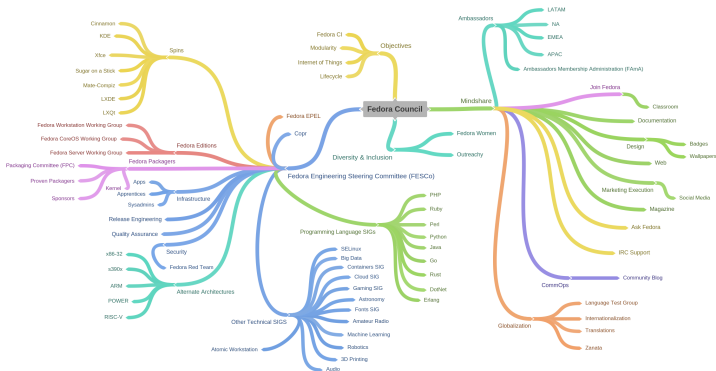 Fedora Council
Objectives
Fedora CI
Modularity
Internet of Things
Lifecycle
Diversity & Inclusion
Fedora Women
Outreachy
Mindshare
Ambassadors
LATAM
NA
EMEA
APAC
Ambassadors Membership Administration (FAmA)
Join Fedora
Classroom
Documentation
Design
Badges
Wallpapers
Web
Marketing Execution
Social Media
Magazine
Ask Fedora
IRC Support
CommOps
Community Blog
Globalization
Language Test Group
Internationalization
Translations
Zanata
Fedora Engineering Steering Committee (FESCo)
Fedora EPEL
Copr
Spins
Cinnamon
KDE
Xfce
Sugar on a Stick
Mate-Compiz
LXDE
LXQt
Fedora Editions
Fedora Workstation Working Group
Fedora CoreOS Working Group
Fedora Server Working Group
Fedora Packagers
Packaging Committee (FPC)
Proven Packagers
Sponsors
Kernel
Infrastructure
Apps
Apprentices
Sysadmins
Release Engineering
Quality Assurance
Security
Fedora Red Team
Alternate Architectures
x86-32
s390x
ARM
POWER
RISC-V
Other Technical SIGS
SELinux
Big Data
Containers SIG
Cloud SIG
Gaming SIG
Astronomy
Fonts SIG
Amateur Radio
Machine Learning
Robotics
3D Printing
Audio
Atomic Workstation
Programming Language SIGs
PHP
Ruby
Perl
Python
Java
Go
Rust
DotNet
Erlang